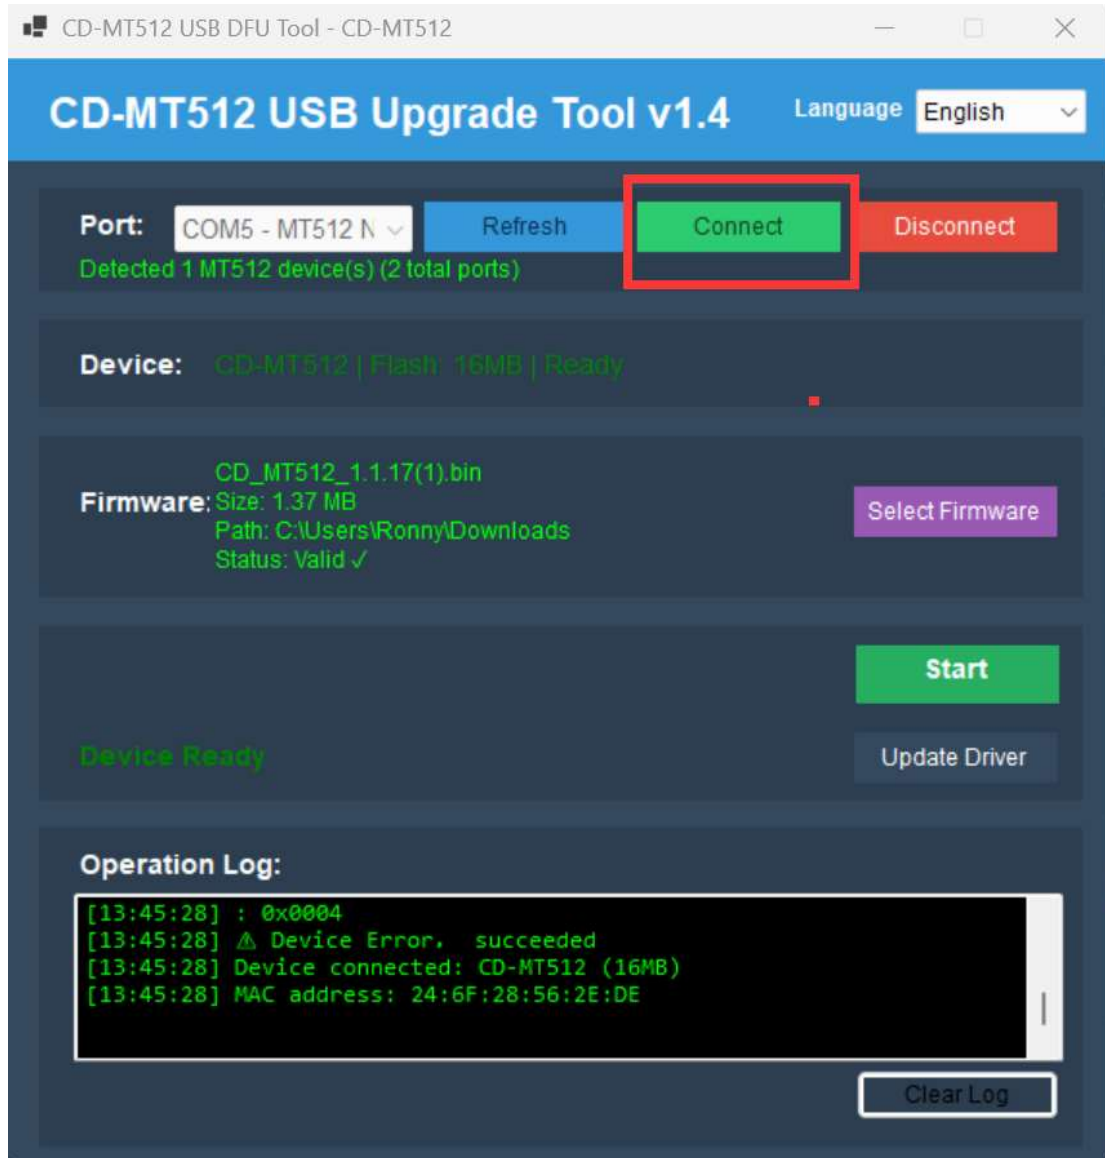 CD-MT512 USB DFU Tool - CD-MT512
CD-MT512 USB Upgrade Tool v1.4
Language
English
Port:
COM5 - MT512 N
Refresh
Connect
Disconnect
Detected 1 MT512 device(s) (2 total ports)
Device:
CD-MT512 | Flash: 16MB | Ready
Firmware:
CD_MT512_1.1.17(1).bin
Size: 1.37 MB
Path: C:\Users\Ronny\Downloads
Status: Valid ✓
Select Firmware
Start
Device Ready
Update Driver
Operation Log:
[13:45:28] : 0x0004
[13:45:28] ⚠ Device Error, succeeded
[13:45:28] Device connected: CD-MT512 (16MB)
[13:45:28] MAC address: 24:6F:28:56:2E:DE
Clear Log